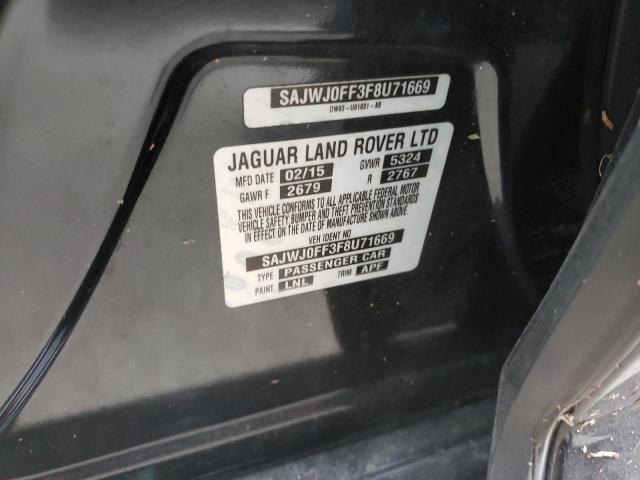 SAJWJ0FF3F8U71669
DW93-U01831-AB
JAGUAR LAND ROVER LTD
MFD DATE 02/15 GVWR 5324
GAWR F 2679 R 2767
THIS VEHICLE CONFORMS TO ALL APPLICABLE FEDERAL MOTOR
VEHICLE SAFETY, BUMPER AND THEFT PREVENTION STANDARDS
IN EFFECT ON THE DATE OF MANUFACTURE SHOWN ABOVE.
VEH IDENT NO
SAJWJ0FF3F8U71669
TYPE PASSENGER CAR
PAINT LNL TRIM APF